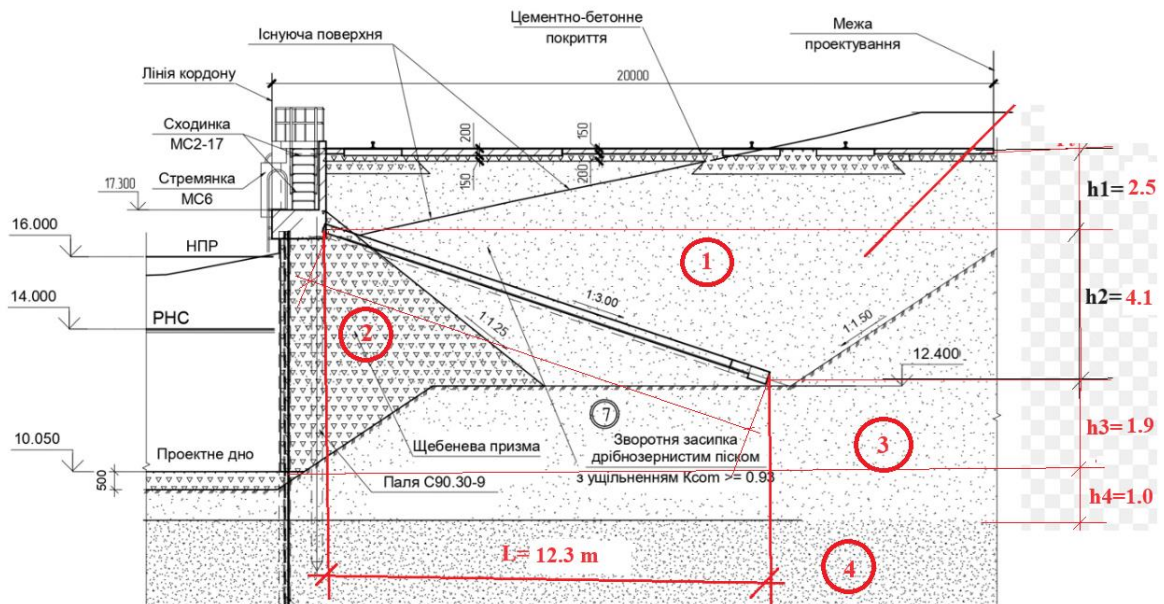 Цементно-бетонне
покриття
Межа
проектування
Існуюча поверхня
Лінія кордону
20000
Сходинка
МС2-17
Стремянка
МС6
200
150
150
200
17.300
h1= 2.5
16.000
НПР
1
1:3.00
h2= 4.1
14.000
РНС
2
1:1.25
1:1.50
12.400
7
3
h3= 1.9
10.050
Проектне дно
Щебенева призма
Зворотня засипка
дрібнозернистим піском
з ущільненням Kcom >= 0.93
500
Паля С90.30-9
h4=1.0
L= 12.3 m
4